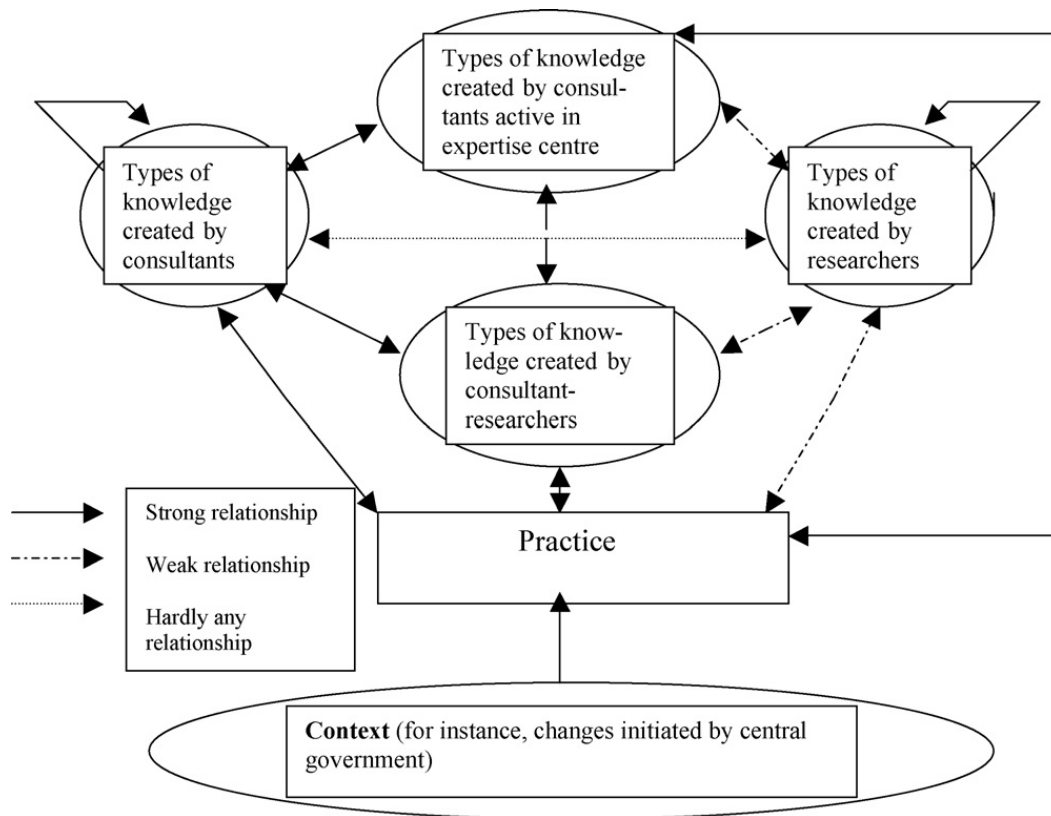 Types of knowledge
created by consul-
tants active in
expertise centre
Types of
knowledge
created by
consultants
Types of
knowledge
created by
researchers
Types of know-
ledge created by
consultant-
researchers
Strong relationship
Weak relationship
Hardly any
relationship
Practice
Context (for instance, changes initiated by central
government)